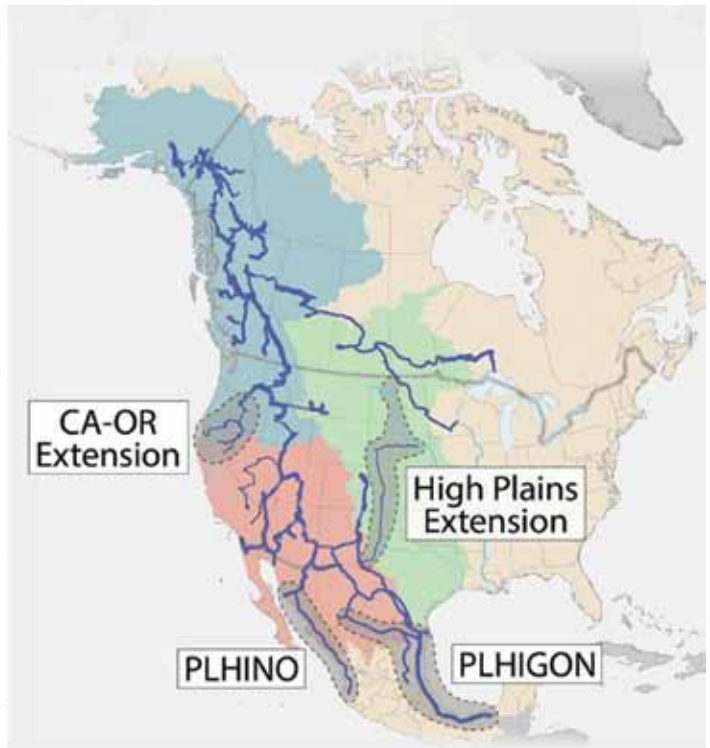 CA-OR
Extension
High Plains
Extension
PLHINO
PLHIGON